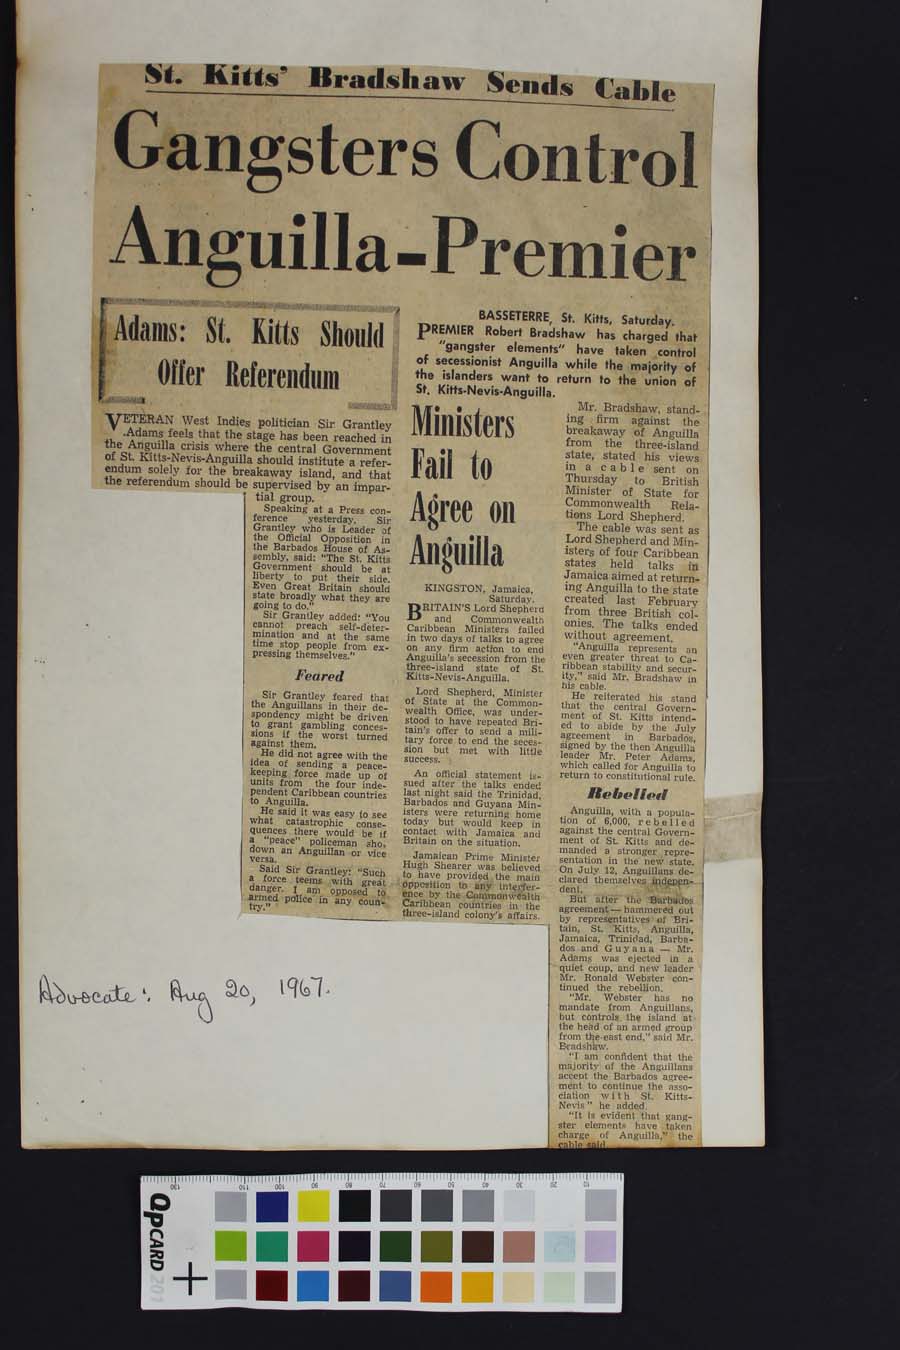 St. Kitts' Bradshaw Sends Cable
Gangsters Control
Anguilla-Premier
Adams: St. Kitts Should
Offer Referendum
VETERAN West Indies politician Sir Grantley
Adams feels that the stage has been reached in
the Anguilla crisis where the central Government
of St. Kitts-Nevis-Anguilla should institute a refer-
endum solely for the breakaway island, and that
the referendum should be supervised by an impar-
tial group.
Speaking at a Press con-
ference yesterday, Sir
Grantley who is Leader of
the Official Opposition in
the Barbados House of As-
sembly, said: "The St. Kitts
Government should be at
liberty to put their side.
Even Great Britain should
state broadly what they are
going to do."
Sir Grantley added: "You
cannot preach self-deter-
mination and at the same
time stop people from ex-
pressing themselves."
Feared
Sir Grantley feared that
the Anguillans in their de-
spondency might be driven
to grant gambling conces-
sions if the worst turned
against them.
He did not agree with the
idea of sending a peace-
keeping force made up of
units from the four inde-
pendent Caribbean countries
to Anguilla.
He said it was easy to see
what catastrophic conse-
quences there would be if
a "peace" policeman sho,
down an Anguillan or vice
versa.
Said Sir Grantley: "Such
a force teems with great
danger. I am opposed to
armed police in any coun-
try."
BASSETERRE, St. Kitts, Saturday.
PREMIER Robert Bradshaw has charged that
"gangster elements" have taken control
of secessionist Anguilla while the majority of
the islanders want to return to the union of
St. Kitts-Nevis-Anguilla.
Ministers
Fail to
Agree on
Anguilla
KINGSTON, Jamaica,
Saturday.
BRITAIN'S Lord Shepherd
and Commonwealth
Caribbean Ministers failed
in two days of talks to agree
on any firm action to end
Anguilla's secession from the
three-island state of St.
Kitts-Nevis-Anguilla.
Lord Shepherd, Minister
of State at the Common-
wealth Office, was under-
stood to have repeated Bri-
tain's offer to send a mili-
tary force to end the seces-
sion but met with little
success.
An official statement is-
sued after the talks ended
last night said the Trinidad,
Barbados and Guyana Min-
isters were returning home
today but would keep in
contact with Jamaica and
Britain on the situation.
Jamaican Prime Minister
Hugh Shearer was believed
to have provided the main
opposition to any interfer-
ence by the Commonwealth
Caribbean countries in the
three-island colony's affairs.
Mr. Bradshaw, stand-
ing firm against the
breakaway of Anguilla
from the three-island
state, stated his views
in a cable sent on
Thursday to British
Minister of State for
Commonwealth Rela-
tions Lord Shepherd.
The cable was sent as
Lord Shepherd and Min-
isters of four Caribbean
states held talks in
Jamaica aimed at return-
ing Anguilla to the state
created last February
from three British col-
onies. The talks ended
without agreement.
"Anguilla represents an
even greater threat to Ca-
ribbean stability and secur-
ity," said Mr. Bradshaw in
his cable.
He reiterated his stand
that the central Govern-
ment of St. Kitts intend-
ed to abide by the July
agreement in Barbados,
signed by the then Anguilla
leader Mr. Peter Adams,
which called for Anguilla to
return to constitutional rule.
Rebelled
Anguilla, with a popula-
tion of 6,000, rebelled
against the central Govern-
ment of St. Kitts and de-
manded a stronger repre-
sentation in the new state.
On July 12, Anguillans de-
clared themselves indepen-
dent.
But after the Barbados
agreement—hammered out
by representatives of Bri-
tain, St. Kitts, Anguilla,
Jamaica, Trinidad, Barba-
dos and Guyana — Mr.
Adams was ejected in a
quiet coup, and new leader
Mr. Ronald Webster con-
tinued the rebellion.
"Mr. Webster has no
mandate from Anguillans,
but controls the island at
the head of an armed group
from the east end," said Mr.
Bradshaw.
"I am confident that the
majority of the Anguillans
accept the Barbados agree-
ment to continue the asso-
ciation with St. Kitts-
Nevis" he added.
"It is evident that gang-
ster elements have taken
charge of Anguilla," the
cable said.
Advocate: Aug 20, 1967.
130 110 100 90 80 70 60 50 40 30 20 10
QPCARD 201